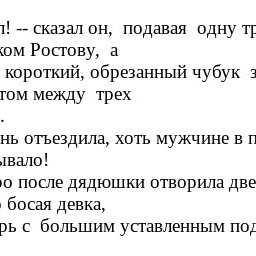 ! -- сказал он, подавая одну
ком Ростову, а
короткий, обрезанный чубук
том между трех
.
нь отъездила, хоть мужчине в
ывало!
ро после дядюшки отворила две
босая девка,
рь с большим уставленным под